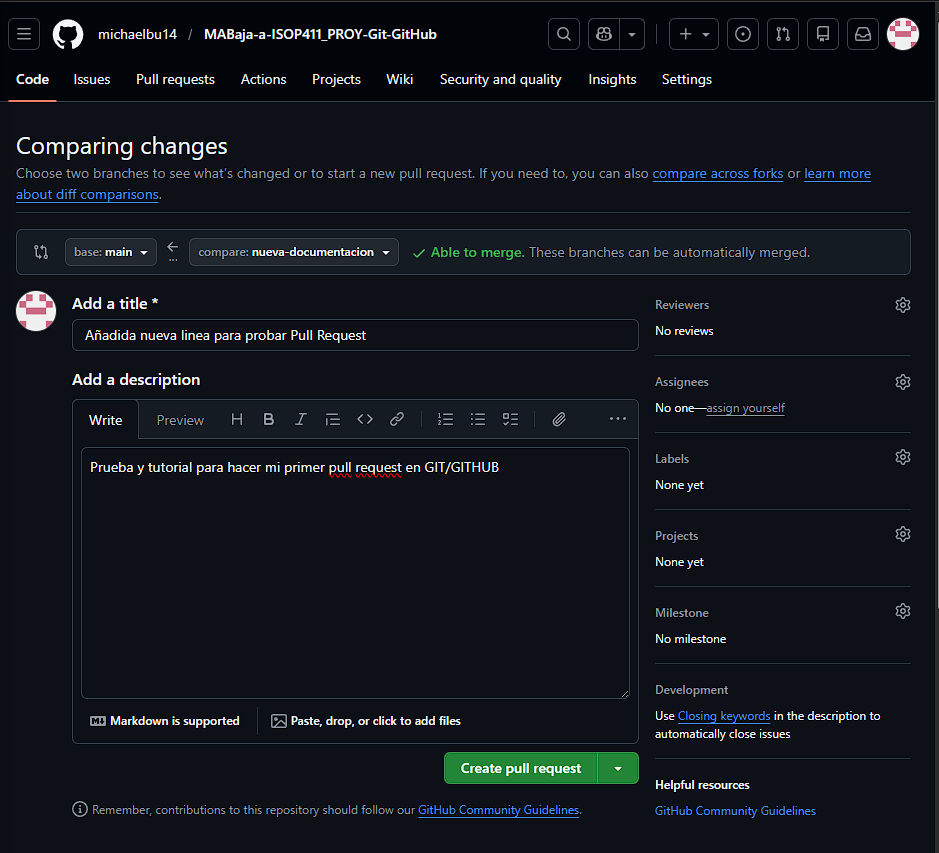 michaelbu14 / MABaja-a-ISOP411_PROY-Git-GitHub
Code Issues Pull requests Actions Projects Wiki Security and quality Insights Settings
Comparing changes
Choose two branches to see what's changed or to start a new pull request. If you need to, you can also compare across forks or learn more
about diff comparisons.
base: main ... compare: nueva-documentacion Able to merge. These branches can be automatically merged.
Add a title *
Añadida nueva linea para probar Pull Request
Add a description
Write Preview H B I
Prueba y tutorial para hacer mi primer pull request en GIT/GITHUB
Markdown is supported Paste, drop, or click to add files
Create pull request
Remember, contributions to this repository should follow our GitHub Community Guidelines.
Reviewers
No reviews
Assignees
No one—assign yourself
Labels
None yet
Projects
None yet
Milestone
No milestone
Development
Use Closing keywords in the description to
automatically close issues
Helpful resources
GitHub Community Guidelines